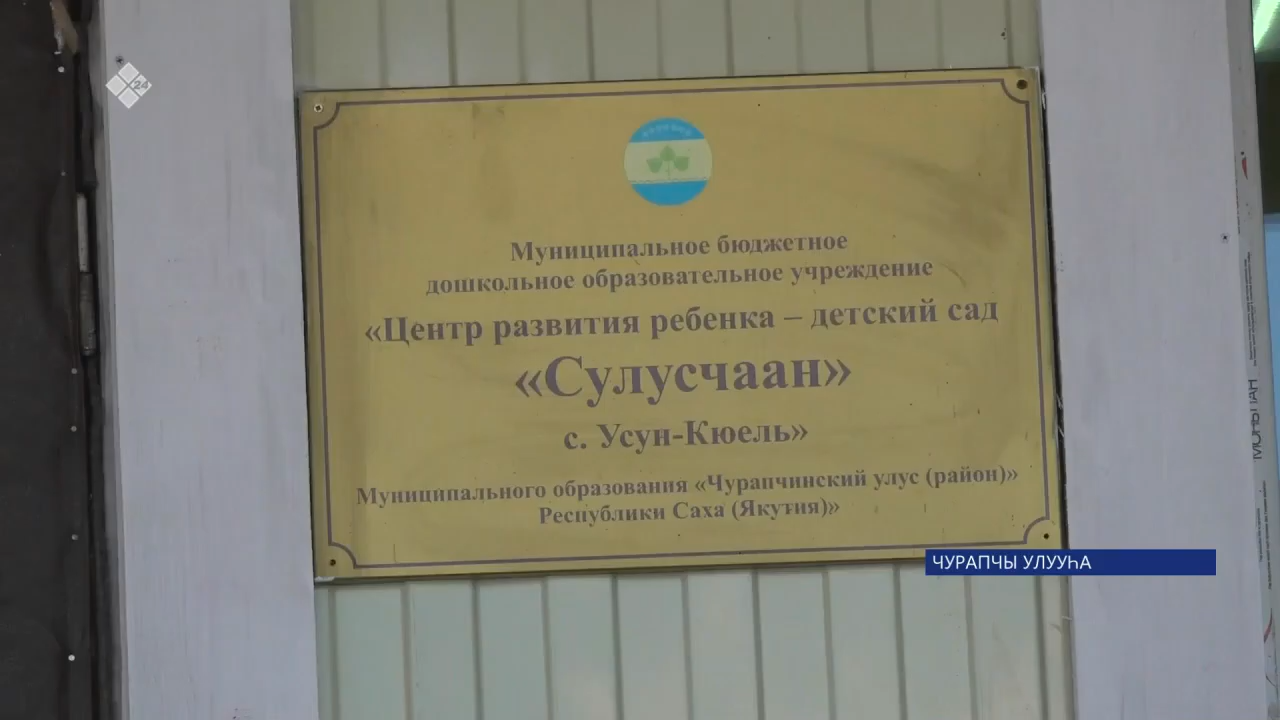 24
Муниципальное бюджетное
дошкольное образовательное учреждение
«Центр развития ребенка – детский сад
«Сулусчаан»
с. Усун-Кюель»
Муниципального образования «Чурапчинский улус (район)»
Республики Саха (Якутия)»
ЧУРАПЧЫ УЛУУҺА